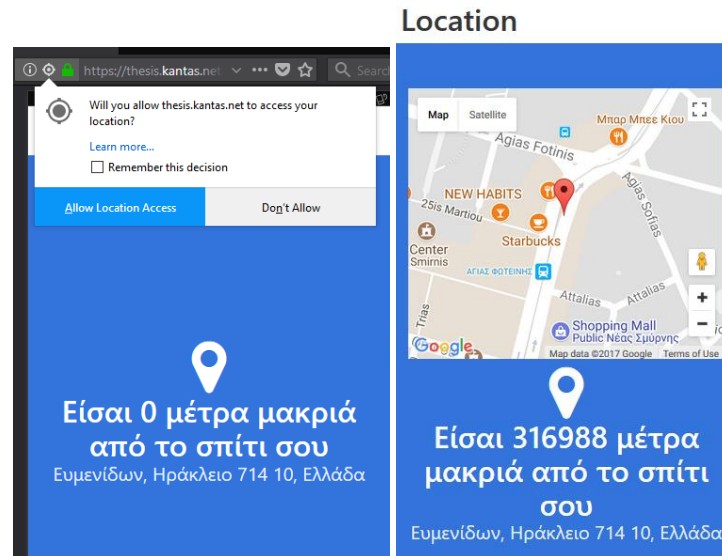 https://thesis.kantas.net
Search
Will you allow thesis.kantas.net to access your
location?
Learn more...
Remember this decision
Allow Location Access
Don't Allow
Είσαι 0 μέτρα μακριά
από το σπίτι σου
Ευμενίδων, Ηράκλειο 714 10, Ελλάδα
Location
Map
Satellite
Μπαρ Μπεε Κιου
Agias Fotinis
Agias Sofias
NEW HABITS
25is Martiou
Starbucks
Center
Smirnis
ΑΓΙΑΣ ΦΩΤΕΙΝΗΣ
Attalias
Attalias
Trias
Shopping Mall
Public Νέας Σμύρνης
Google
Map data ©2017 Google
Terms of Use
Είσαι 316988 μέτρα
μακριά από το σπίτι
σου
Ευμενίδων, Ηράκλειο 714 10, Ελλάδα